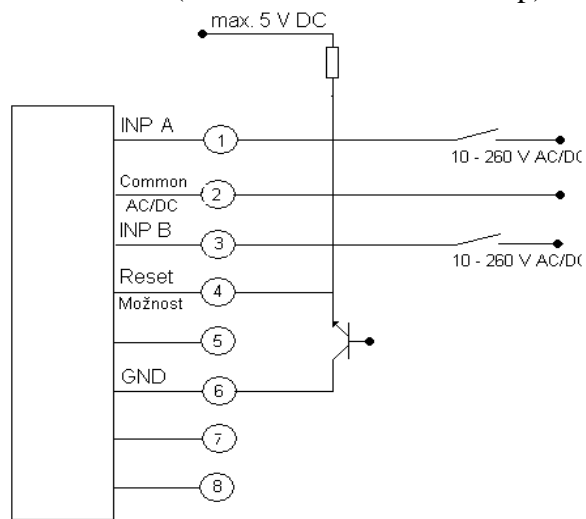 max. 5 V DC
INP A
1
10 - 260 V AC/DC
Common
2
AC/DC
INP B
3
10 - 260 V AC/DC
Reset
4
Možnost
5
GND
6
7
8